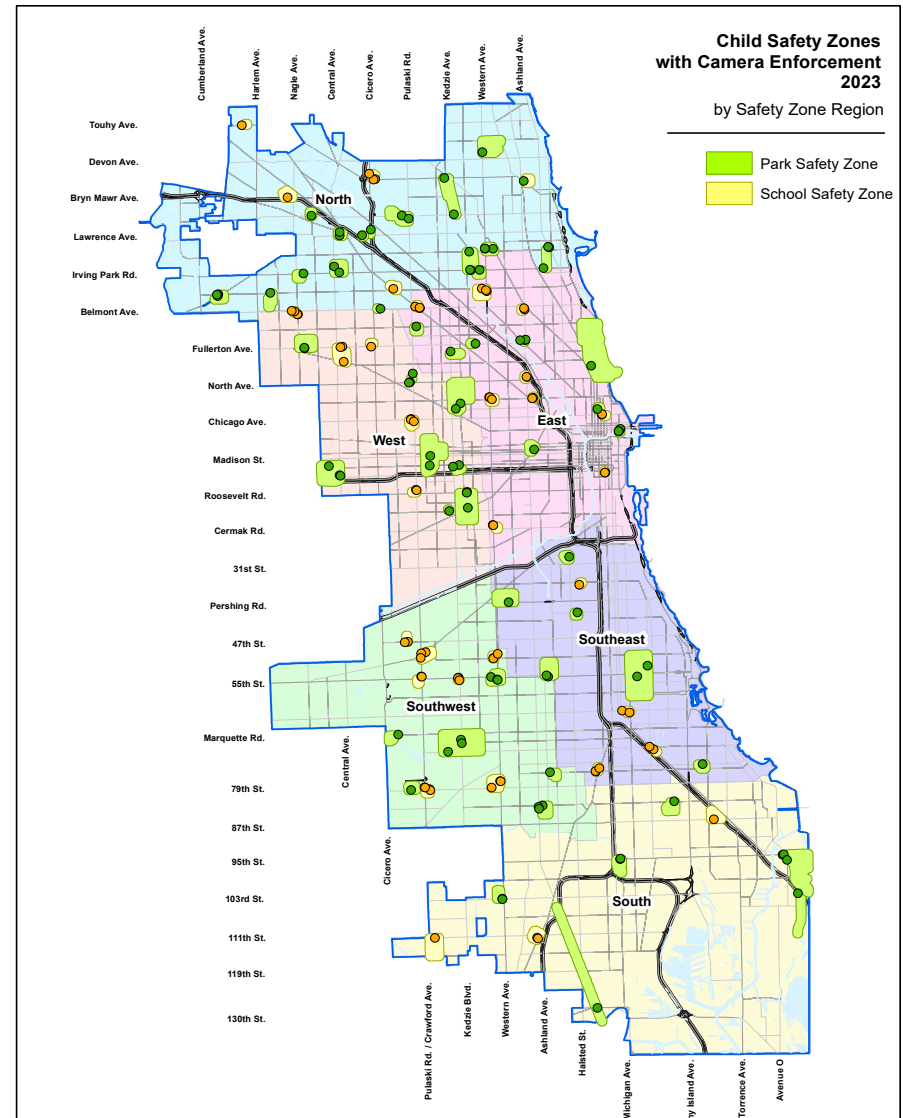 Child Safety Zones
with Camera Enforcement
2023
by Safety Zone Region
Park Safety Zone
School Safety Zone
Cumberland Ave.
Harlem Ave.
Nagle Ave.
Central Ave.
Cicero Ave.
Pulaski Rd.
Kedzie Ave.
Western Ave.
Ashland Ave.
Touhy Ave.
Devon Ave.
Bryn Mawr Ave.
Lawrence Ave.
Irving Park Rd.
Belmont Ave.
Fullerton Ave.
North Ave.
Chicago Ave.
Madison St.
Roosevelt Rd.
Cermak Rd.
31st St.
Pershing Rd.
47th St.
55th St.
Marquette Rd.
79th St.
87th St.
95th St.
103rd St.
111th St.
119th St.
130th St.
North
East
West
Southeast
Southwest
South
Central Ave.
Cicero Ave.
Pulaski Rd. / Crawford Ave.
Kedzie Blvd.
Western Ave.
Ashland Ave.
Halsted St.
Michigan Ave.
ry Island Ave.
Torrence Ave.
Avenue O